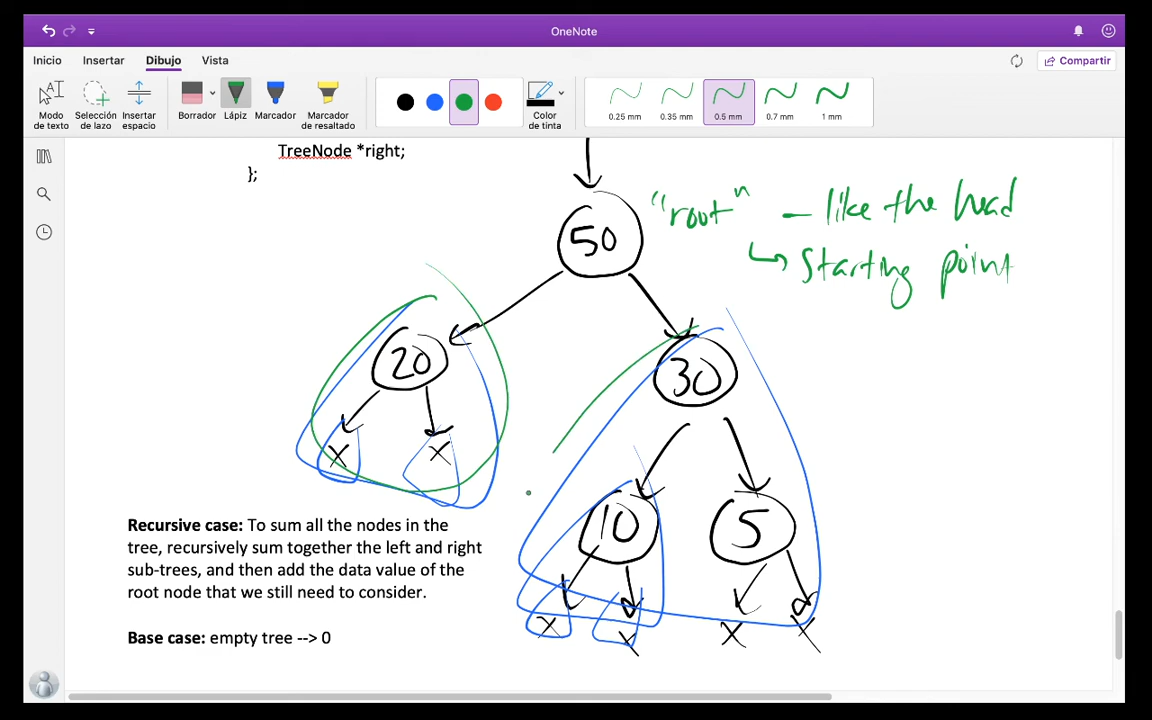 OneNote
Inicio Insertar Dibujo Vista Compartir
Modo de texto
Selección de lazo
Insertar espacio
Borrador
Lápiz
Marcador
Marcador de resaltado
Color de tinta
0.25 mm 0.35 mm 0.5 mm 0.7 mm 1 mm
TreeNode *right;
};
"root" – like the head
↳ starting point
50
20
30
x x
10 5
x x x x
Recursive case: To sum all the nodes in the
tree, recursively sum together the left and right
sub-trees, and then add the data value of the
root node that we still need to consider.
Base case: empty tree --> 0